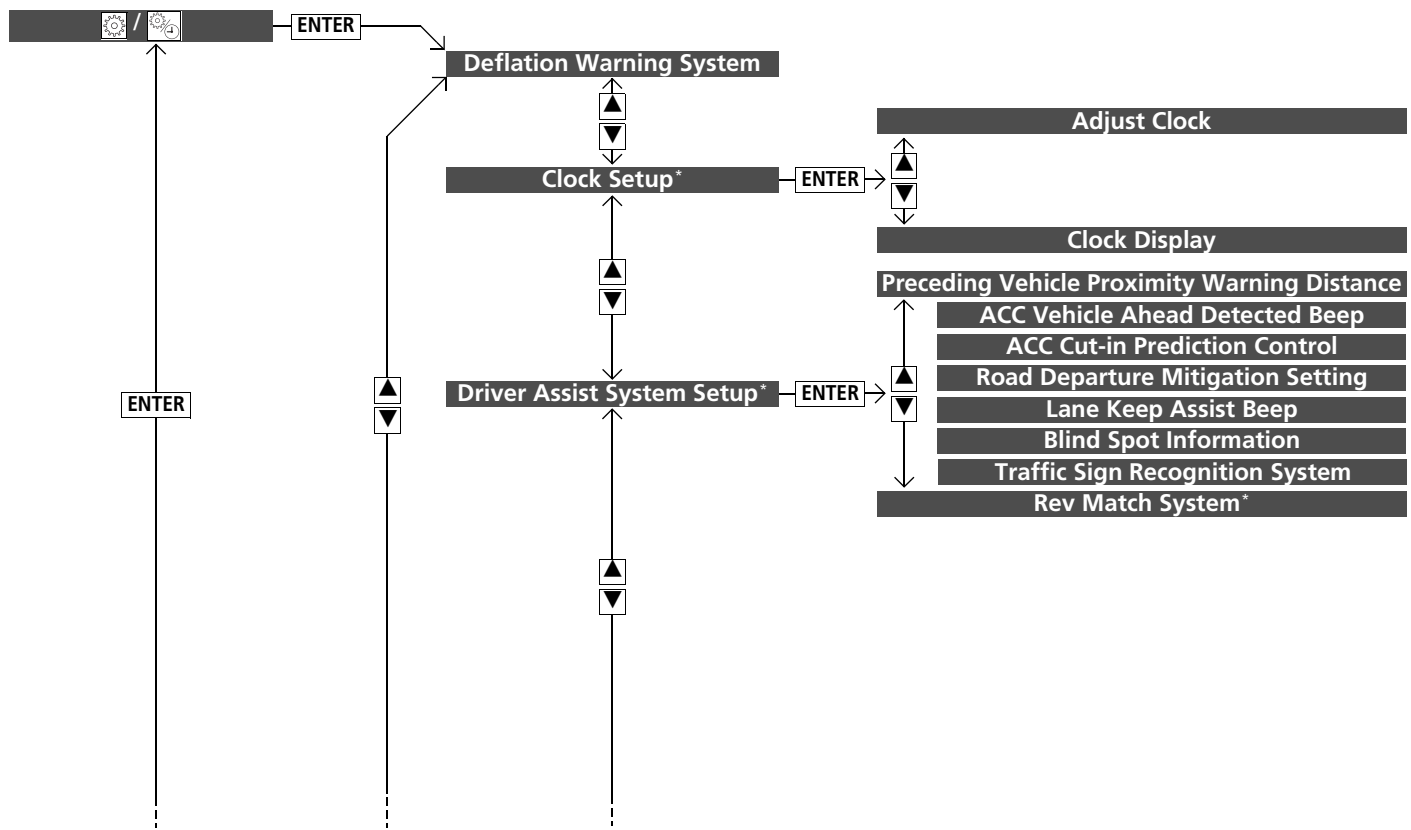 / ENTER
Deflation Warning System
▲
▼
Adjust Clock
▲
▼
Clock Display
Clock Setup* ENTER
▲
▼
Preceding Vehicle Proximity Warning Distance
ACC Vehicle Ahead Detected Beep
ACC Cut-in Prediction Control
Road Departure Mitigation Setting
Lane Keep Assist Beep
Blind Spot Information
Traffic Sign Recognition System
Rev Match System*
▲
▼
Driver Assist System Setup* ENTER
ENTER
▲
▼
▲
▼